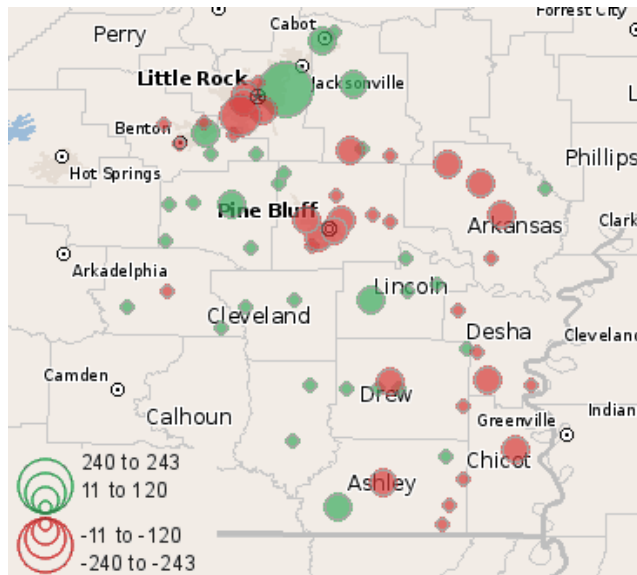 Forrest City
Cabot
Perry
Little Rock
Jacksonville
L
Benton
Phillips
Hot Springs
Pine Bluff
Clark
Arkansas
Arkadelphia
Lincoln
Cleveland
Desha
Cleveland
Camden
Drew
Indian
Calhoun
Greenville
Chicot
240 to 243
11 to 120
Ashley
-11 to -120
-240 to -243